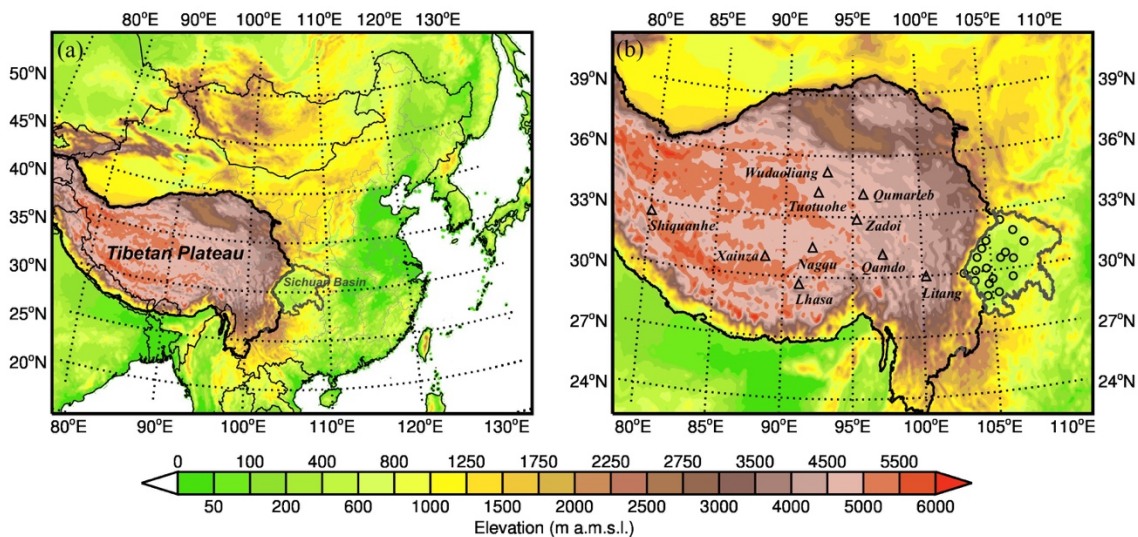 80°E 90°E 100°E 110°E 120°E 130°E
80°E 85°E 90°E 95°E 100°E 105°E 110°E
(a)
(b)
50°N
45°N
40°N
35°N
30°N
25°N
20°N
Tibetan Plateau
Sichuan Basin
80°E 90°E 100°E 110°E 120°E 130°E
39°N 39°N
36°N 36°N
33°N 33°N
30°N 30°N
27°N 27°N
24°N 24°N
Wudaoliang
Tuotuohe
Qumarleb
Shiquanhe
Zadoi
Xainza
Nagqu
Qamdo
Lhasa
Litang
80°E 85°E 90°E 95°E 100°E 105°E 110°E
0 100 400 800 1250 1750 2250 2750 3500 4500 5500
50 200 600 1000 1500 2000 2500 3000 4000 5000 6000
Elevation (m a.m.s.l.)